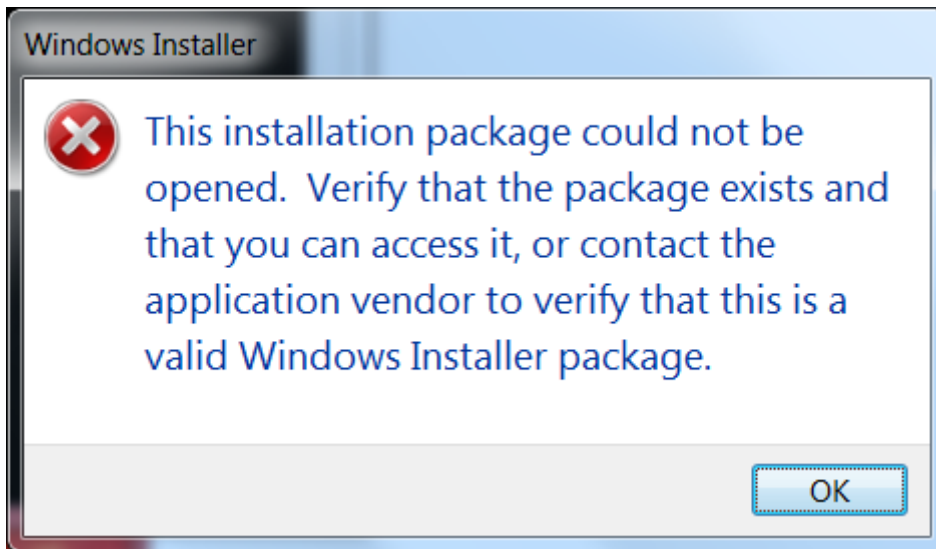 Windows Installer
This installation package could not be
opened.  Verify that the package exists and
that you can access it, or contact the
application vendor to verify that this is a
valid Windows Installer package.
OK